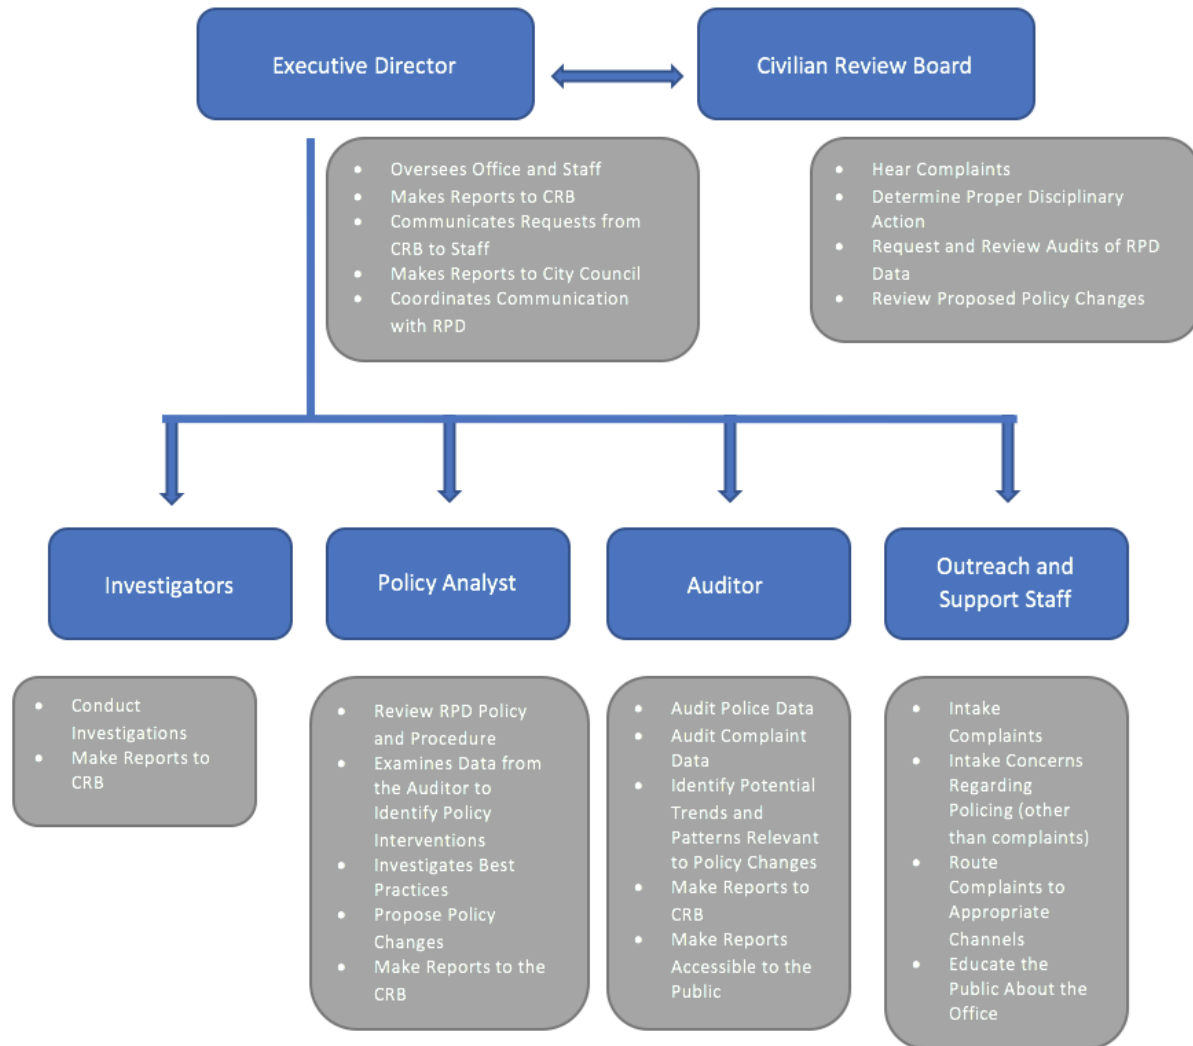 Executive Director
Civilian Review Board
• Oversees Office and Staff
• Makes Reports to CRB
• Communicates Requests from
CRB to Staff
• Makes Reports to City Council
• Coordinates Communication
with RPD
• Hear Complaints
• Determine Proper Disciplinary
Action
• Request and Review Audits of RPD
Data
• Review Proposed Policy Changes
Investigators
Policy Analyst
Auditor
Outreach and
Support Staff
• Conduct
Investigations
• Make Reports to
CRB
• Review RPD Policy
and Procedure
• Examines Data from
the Auditor to
Identify Policy
Interventions
• Investigates Best
Practices
• Propose Policy
Changes
• Make Reports to the
CRB
• Audit Police Data
• Audit Complaint
Data
• Identify Potential
Trends and
Patterns Relevant
to Policy Changes
• Make Reports to
CRB
• Make Reports
Accessible to the
Public
• Intake
Complaints
• Intake Concerns
Regarding
Policing (other
than complaints)
• Route
Complaints to
Appropriate
Channels
• Educate the
Public About the
Office